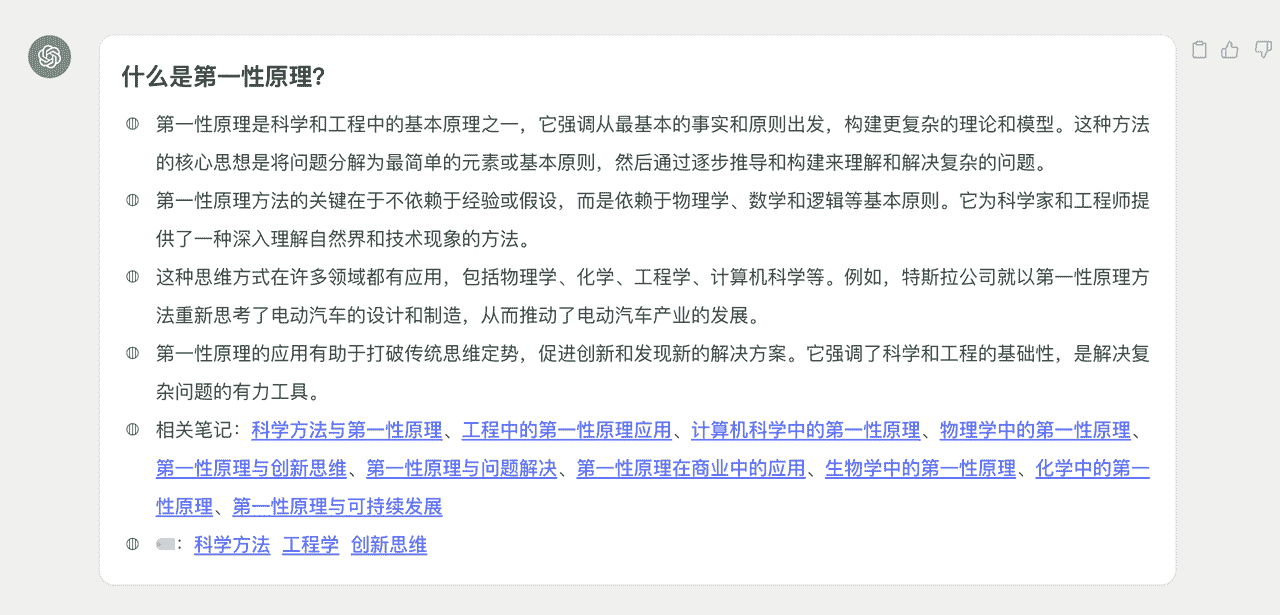 什么是第一性原理?
第一性原理是科学和工程中的基本原理之一，它强调从最基本的事实和原则出发，构建更复杂的理论和模型。这种方法
的核心思想是将问题分解为最简单的元素或基本原则，然后通过逐步推导和构建来理解和解决复杂的问题。
第一性原理方法的关键在于不依赖于经验或假设，而是依赖于物理学、数学和逻辑等基本原则。它为科学家和工程师提
供了一种深入理解自然界和技术现象的方法。
这种思维方式在许多领域都有应用，包括物理学、化学、工程学、计算机科学等。例如，特斯拉公司就以第一性原理方
法重新思考了电动汽车的设计和制造，从而推动了电动汽车产业的发展。
第一性原理的应用有助于打破传统思维定势，促进创新和发现新的解决方案。它强调了科学和工程的基础性，是解决复
杂问题的有力工具。
相关笔记：科学方法与第一性原理、工程中的第一性原理应用、计算机科学中的第一性原理、物理学中的第一性原理、
第一性原理与创新思维、第一性原理与问题解决、第一性原理在商业中的应用、生物学中的第一性原理、化学中的第一
性原理、第一性原理与可持续发展
：科学方法 工程学 创新思维